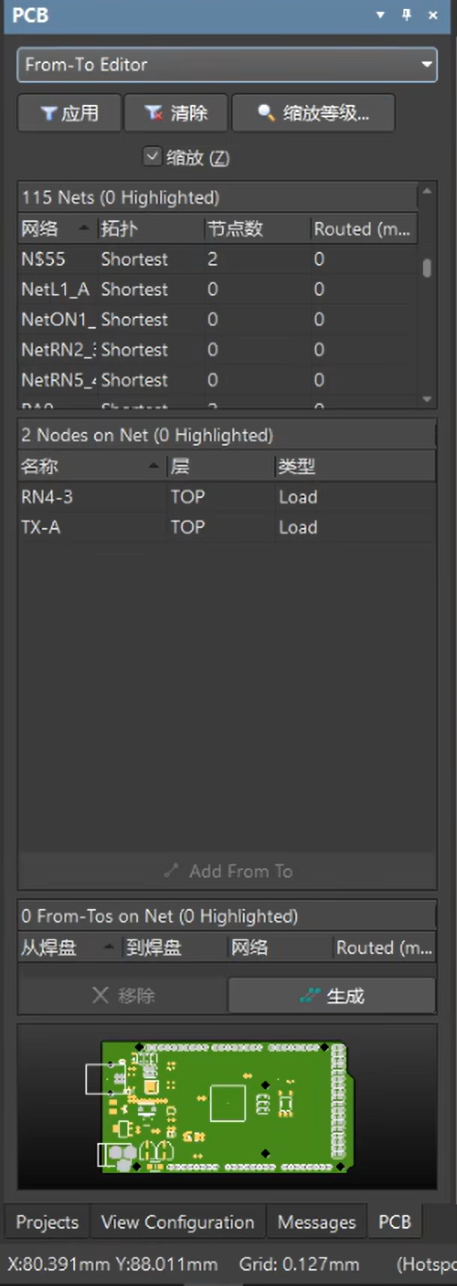 PCB
From-To Editor
应用 清除 缩放等级...
缩放 (Z)
115 Nets (0 Highlighted)
网络 拓扑 节点数 Routed (m...
N$55 Shortest 2 0
NetL1_A Shortest 0 0
NetON1_ Shortest 0 0
NetRN2_ Shortest 0 0
NetRN5_ Shortest 0 0
2 Nodes on Net (0 Highlighted)
名称 层 类型
RN4-3 TOP Load
TX-A TOP Load
Add From To
0 From-Tos on Net (0 Highlighted)
从焊盘 到焊盘 网络 Routed (m...
移除 生成
Projects View Configuration Messages PCB
X:80.391mm Y:88.011mm Grid: 0.127mm (Hotspo